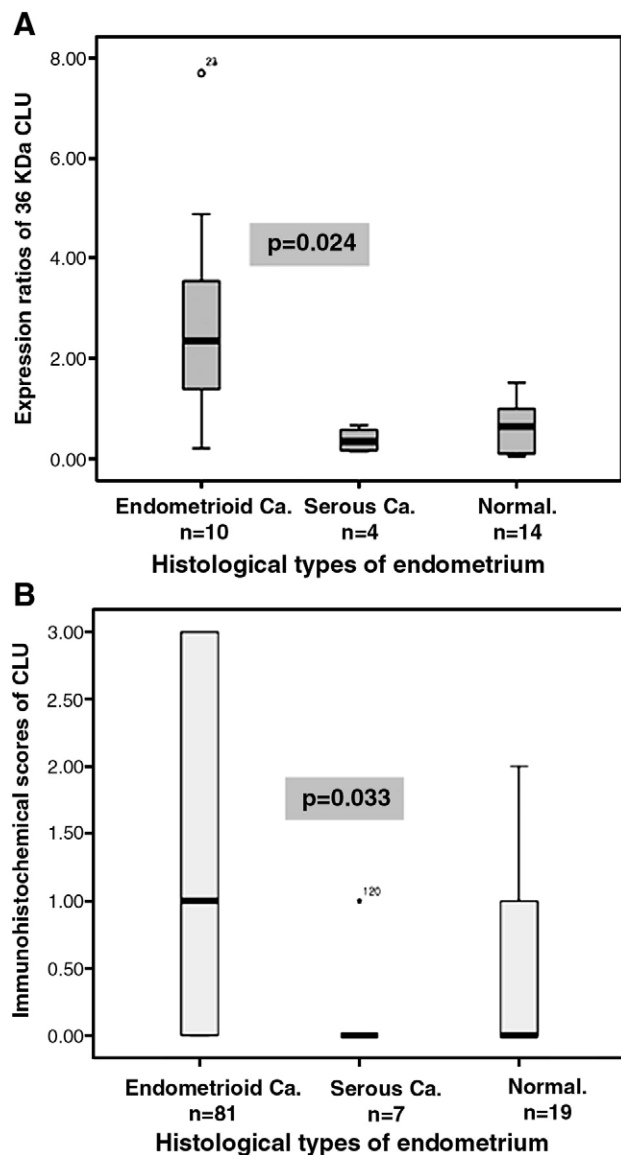 A
Expression ratios of 36 KDa CLU
8.00
6.00
4.00
2.00
0.00
p=0.024
Endometrioid Ca. Serous Ca. Normal.
n=10 n=4 n=14
Histological types of endometrium
B
Immunohistochemical scores of CLU
3.00
2.50
2.00
1.50
1.00
0.50
0.00
p=0.033
120
Endometrioid Ca. Serous Ca. Normal.
n=81 n=7 n=19
Histological types of endometrium